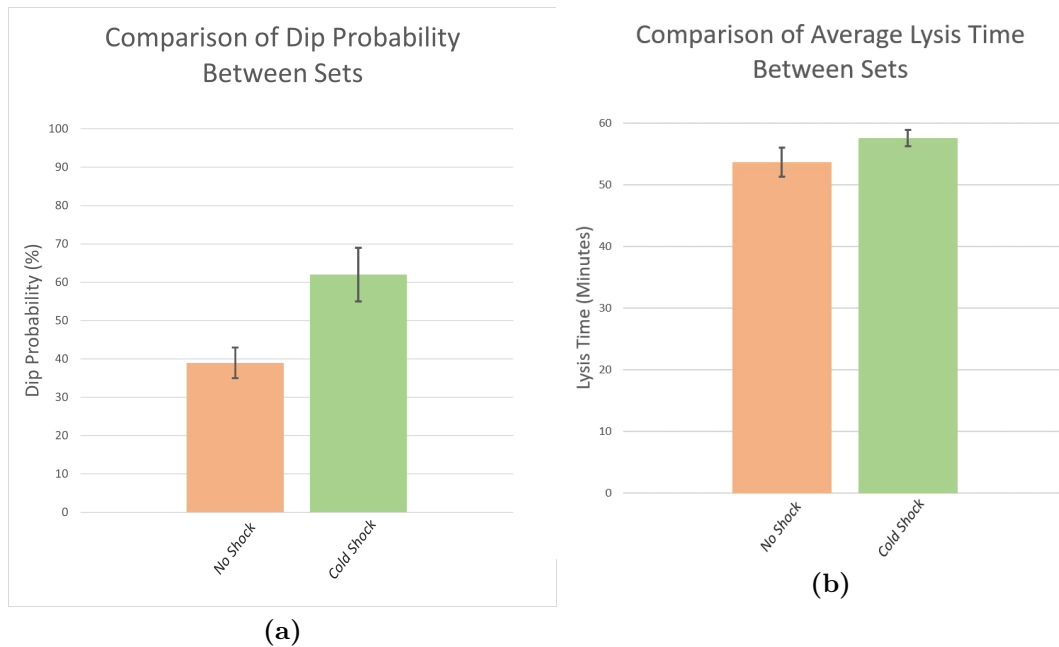 Comparison of Dip Probability
Between Sets
100
90
80
70
60
50
40
30
20
10
0
Dip Probability (%)
No Shock
Cold Shock
(a)
Comparison of Average Lysis Time
Between Sets
60
50
40
30
20
10
0
Lysis Time (Minutes)
No Shock
Cold Shock
(b)